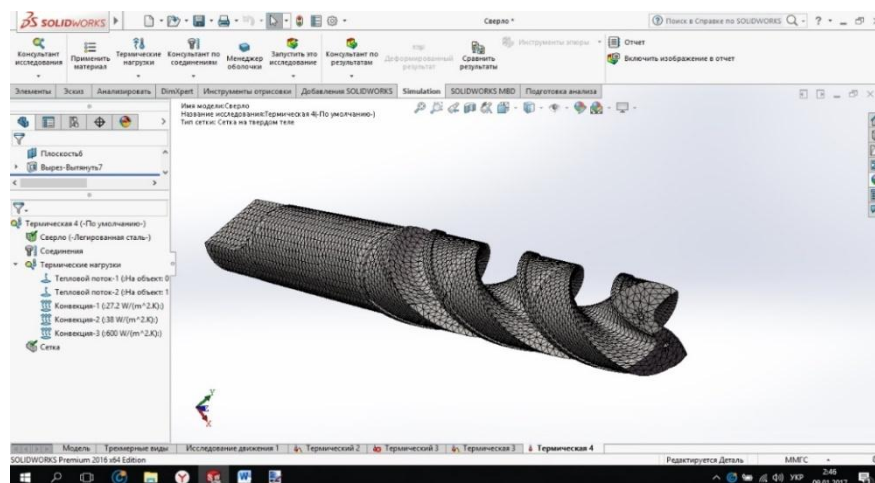 SOLIDWORKS
Сверло *
Поиск в Справке по SOLIDWORKS
Консультант исследования
Применить материал
Термические нагрузки
Консультант по соединениям
Менеджер оболочки
Запустить это исследование
Консультант по результатам
Деформированный результат
Сравнить результаты
Инструменты эпюры
Отчет
Включить изображение в отчет
Элементы Эскиз Анализировать DimXpert Инструменты отрисовки Добавления SOLIDWORKS Simulation SOLIDWORKS MBD Подготовка анализа
Имя модели:Сверло
Название исследования:Термическая 4(-По умолчанию-)
Тип сетки: Сетка на твердом теле
Плоскость6
Вырез-Вытянуть7
Термическая 4 (-По умолчанию-)
Сверло (-Легированная сталь-)
Соединения
Термические нагрузки
Тепловой поток-1 (:На объект: 0
Тепловой поток-2 (:На объект: 1
Конвекция-1 (:27.2 W/(m^2.K):)
Конвекция-2 (:38 W/(m^2.K):)
Конвекция-3 (:600 W/(m^2.K):)
Сетка
Y
X
Модель Трехмерные виды Исследование движения 1 Термический 2 Термический 3 Термическая 3 Термическая 4
SOLIDWORKS Premium 2016 x64 Edition
Редактируется Деталь
ММГС
УКР
2:46